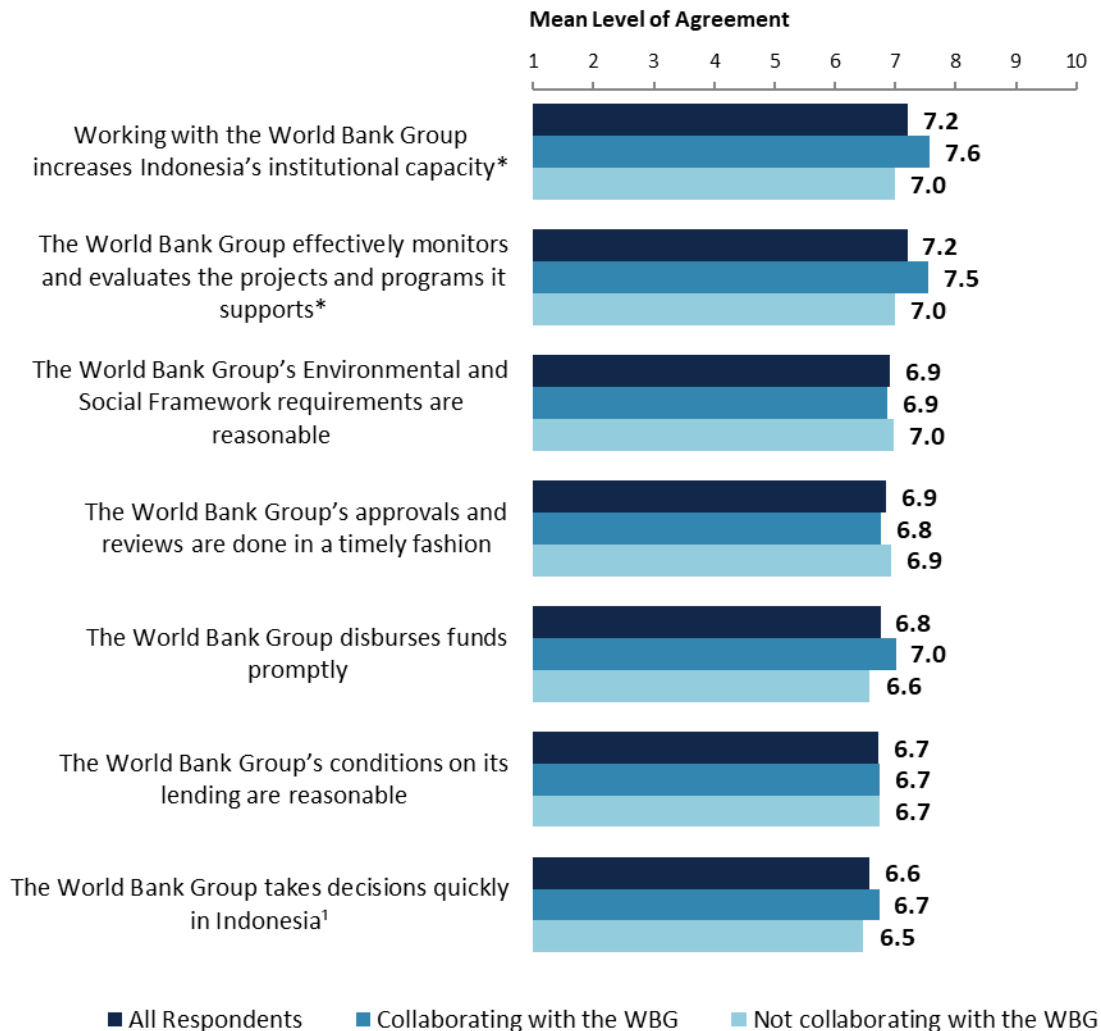 Mean Level of Agreement
1 2 3 4 5 6 7 8 9 10
Working with the World Bank Group
increases Indonesia’s institutional capacity*
7.2
7.6
7.0
The World Bank Group effectively monitors
and evaluates the projects and programs it
supports*
7.2
7.5
7.0
The World Bank Group’s Environmental and
Social Framework requirements are
reasonable
6.9
6.9
7.0
The World Bank Group’s approvals and
reviews are done in a timely fashion
6.9
6.8
6.9
The World Bank Group disburses funds
promptly
6.8
7.0
6.6
The World Bank Group’s conditions on its
lending are reasonable
6.7
6.7
6.7
The World Bank Group takes decisions quickly
in Indonesia¹
6.6
6.7
6.5
All Respondents Collaborating with the WBG Not collaborating with the WBG